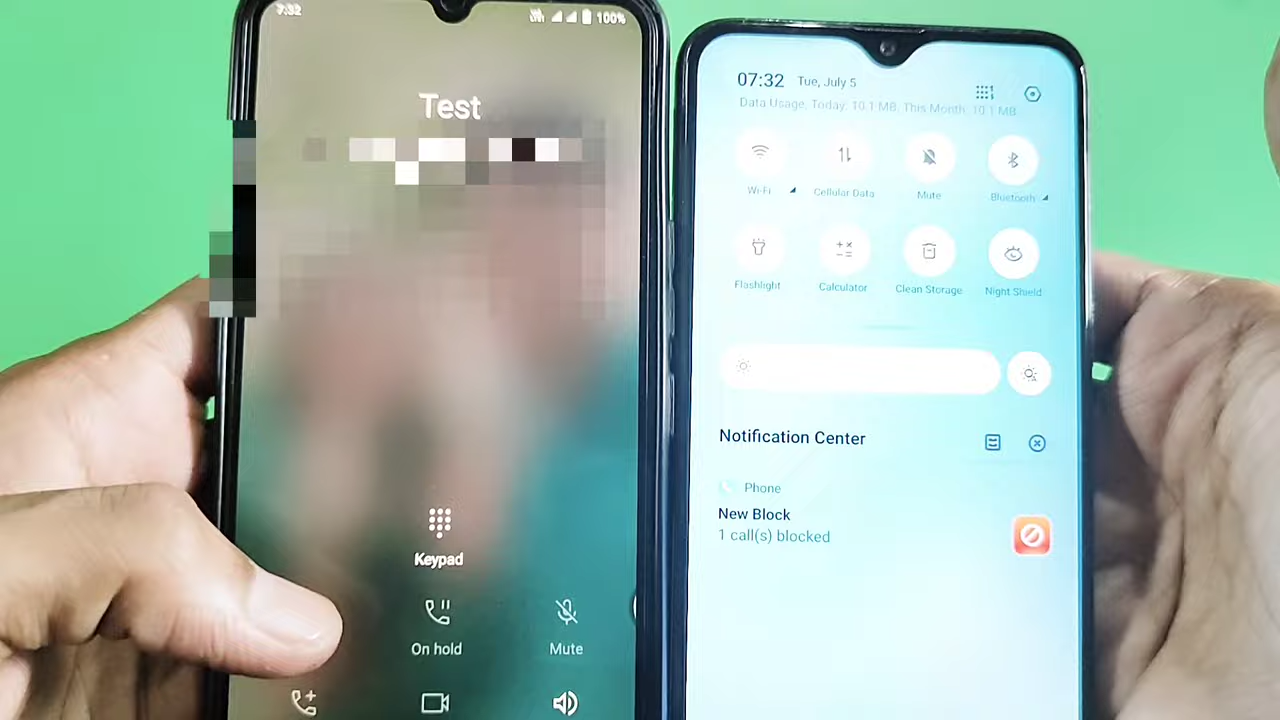 7:32
100%
Test
Keypad
On hold
Mute
07:32 Tue, July 5
Data Usage, Today: 10.1 MB, This Month: 10.1 MB
Wi-Fi
Cellular Data
Mute
Bluetooth
Flashlight
Calculator
Clean Storage
Night Shield
Notification Center
Phone
New Block
1 call(s) blocked